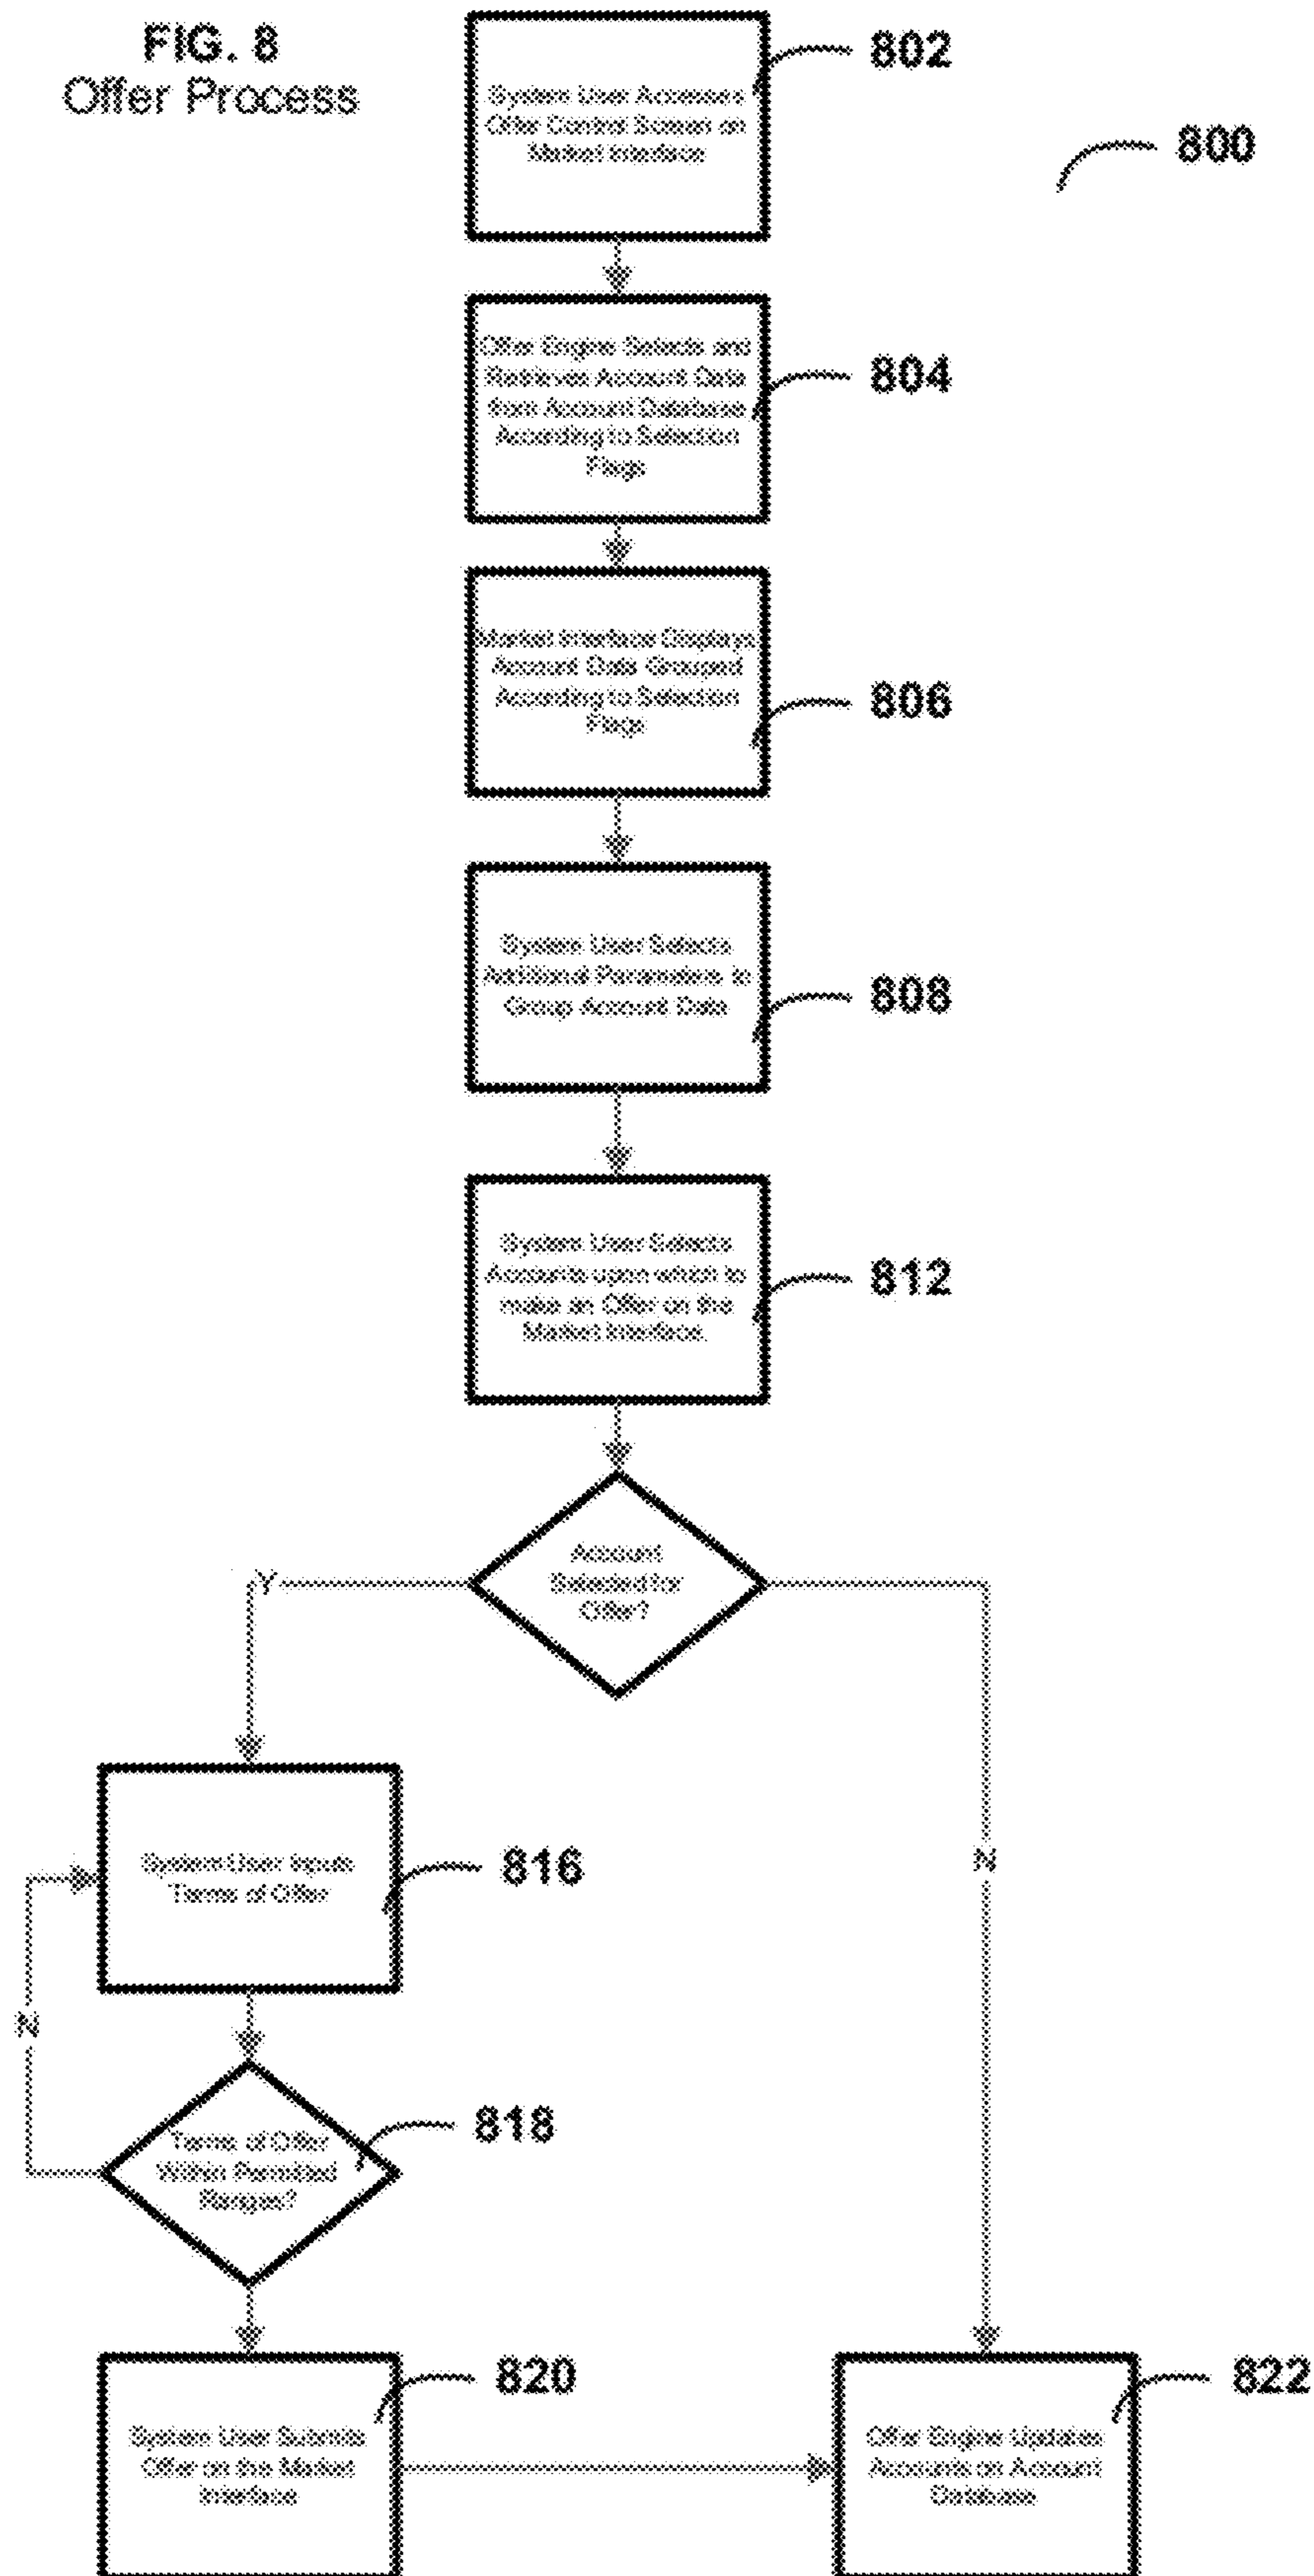 FIG. 8
Offer Process
800
System User Accesses
Offer Control Screen on
Market Interface
802
Offer Engine Selects and
Retrieves Account Data
from Account Database
According to Selection
Flags
804
Market Interface Displays
Account Data Grouped
According to Selection
Flags
806
System User Selects
Additional Parameters to
Group Account Data
808
System User Selects
Accounts upon which to
make an Offer on the
Market Interface.
812
Account
Selected for
Offer?
Y
N
System User Inputs
Terms of Offer
816
N
Terms of Offer
Within Permitted
Ranges?
818
System User Submits
Offer on the Market
Interface
820
Offer Engine Updates
Accounts on Account
Database
822